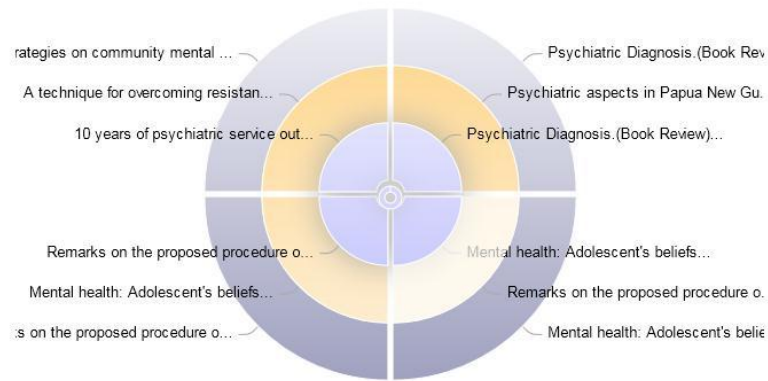 rategies on community mental ...
Psychiatric Diagnosis.(Book Rev
A technique for overcoming resistan...
Psychiatric aspects in Papua New Gu.
10 years of psychiatric service out...
Psychiatric Diagnosis.(Book Review)...
Remarks on the proposed procedure o...
Mental health: Adolescent's beliefs...
Mental health: Adolescent's beliefs...
Remarks on the proposed procedure o.
s on the proposed procedure o...
Mental health: Adolescent's belie